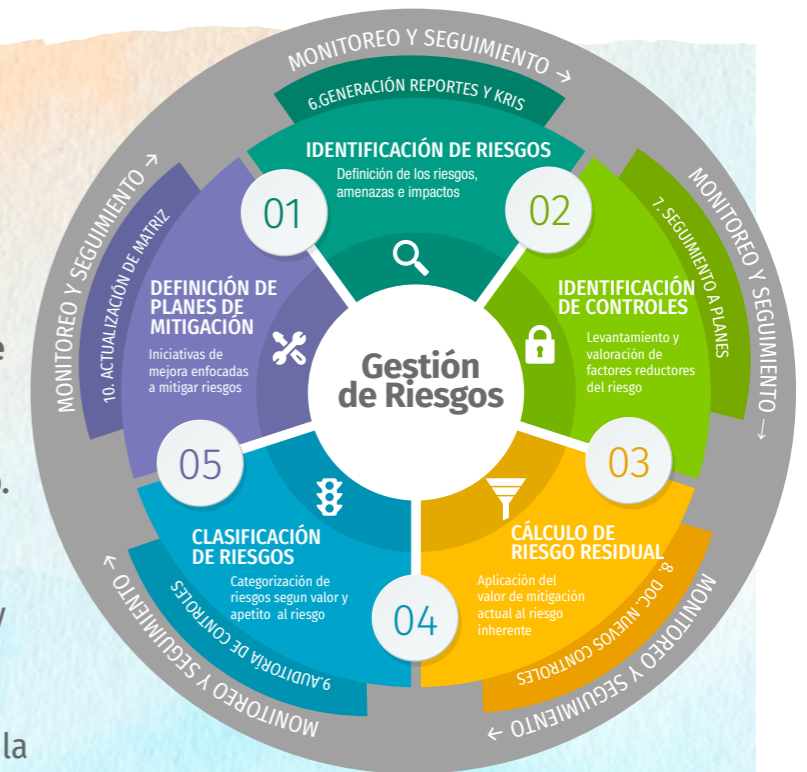 MONITOREO Y SEGUIMIENTO →
6.GENERACIÓN REPORTES Y KRIS
01
IDENTIFICACIÓN DE RIESGOS
Definición de los riesgos,
amenazas e impactos
02
IDENTIFICACIÓN
DE CONTROLES
Levantamiento y
valoración de
factores reductores
del riesgo
7. SEGUIMIENTO A PLANES
MONITOREO Y SEGUIMIENTO →
03
CÁLCULO DE
RIESGO RESIDUAL
Aplicación del
valor de mitigación
actual al riesgo
inherente
8. DOC. NUEVOS CONTROLES
MONITOREO Y SEGUIMIENTO →
04
CLASIFICACIÓN
DE RIESGOS
Categorización de
riesgos segun valor y
apetito al riesgo
9.AUDITORÍA DE CONTROLES
MONITOREO Y SEGUIMIENTO →
05
DEFINICIÓN DE
PLANES DE
MITIGACIÓN
Iniciativas de
mejora enfocadas
a mitigar riesgos
10. ACTUALIZACIÓN DE MATRIZ
MONITOREO Y SEGUIMIENTO →
Gestión
de Riesgos
e
.
y
la